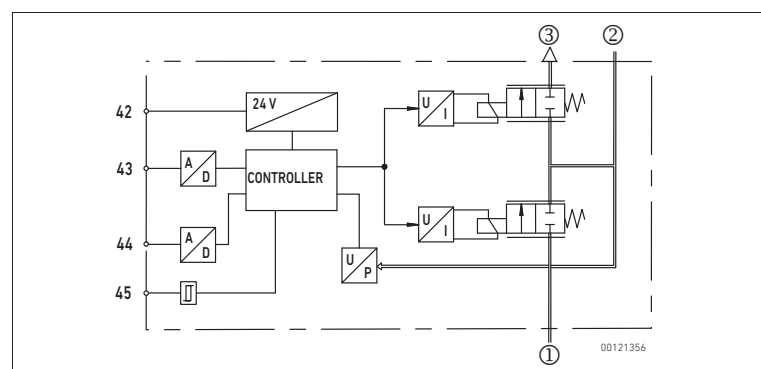 ③ ②
42
24 V
U
I
43
A
D
CONTROLLER
44
A
D
U
I
U
P
45
①
00121356